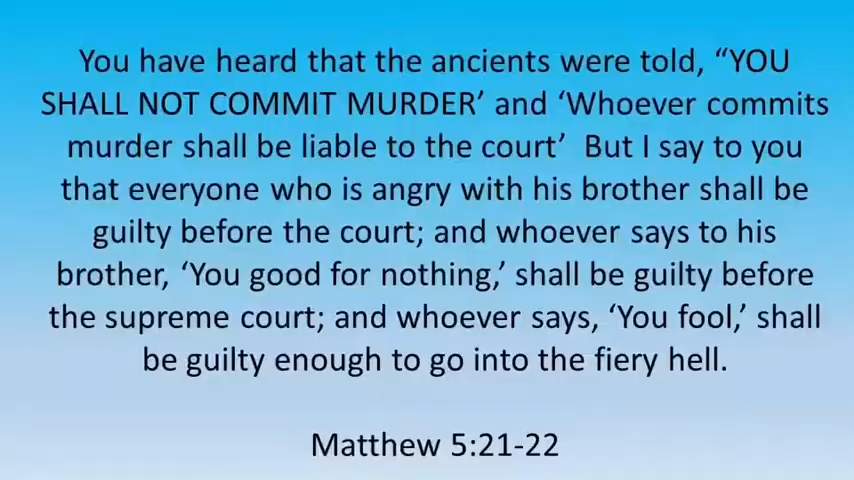 You have heard that the ancients were told, “YOU
SHALL NOT COMMIT MURDER’ and ‘Whoever commits
murder shall be liable to the court’  But I say to you
that everyone who is angry with his brother shall be
guilty before the court; and whoever says to his
brother, ‘You good for nothing,’ shall be guilty before
the supreme court; and whoever says, ‘You fool,’ shall
be guilty enough to go into the fiery hell.
Matthew 5:21-22